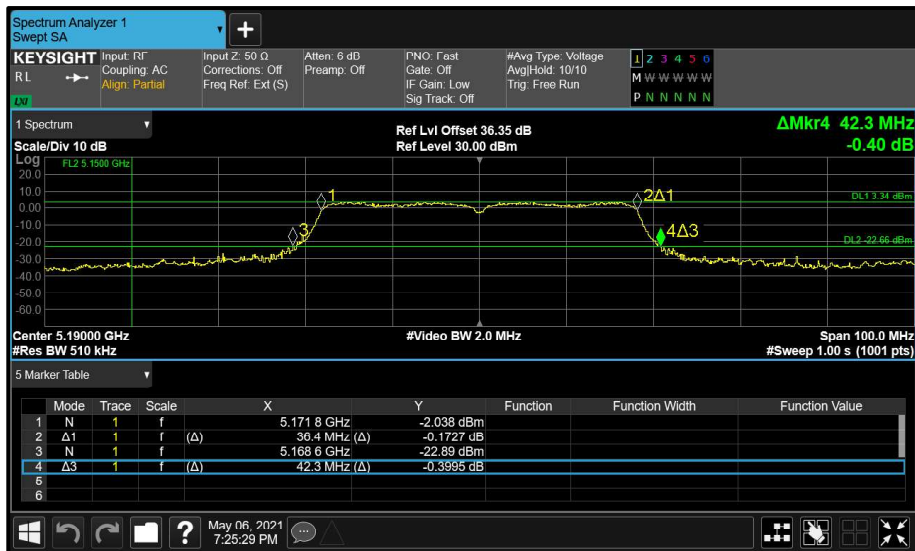 Spectrum Analyzer 1
Swept SA
KEYSIGHT
RL
LXI
Input: RF
Coupling: AC
Align: Partial
Input Z: 50 Ω
Corrections: Off
Freq Ref: Ext (S)
Atten: 6 dB
Preamp: Off
PNO: Fast
Gate: Off
IF Gain: Low
Sig Track: Off
#Avg Type: Voltage
Avg|Hold: 10/10
Trig: Free Run
1 2 3 4 5 6
M W W W W W
P N N N N N
1 Spectrum
Scale/Div 10 dB
Ref Lvl Offset 36.35 dB
Ref Level 30.00 dBm
ΔMkr4 42.3 MHz
-0.40 dB
Log
FL2 5.1500 GHz
20.0
10.0
0.00
-10.0
-20.0
-30.0
-40.0
-50.0
-60.0
1
2Δ1
3
4Δ3
DL1 3.34 dBm
DL2 -22.66 dBm
Center 5.19000 GHz
#Video BW 2.0 MHz
Span 100.0 MHz
#Res BW 510 kHz
#Sweep 1.00 s (1001 pts)
5 Marker Table
Mode Trace Scale X Y Function Function Width Function Value
1 N 1 f 5.171 8 GHz -2.038 dBm
2 Δ1 1 f (Δ) 36.4 MHz (Δ) -0.1727 dB
3 N 1 f 5.168 6 GHz -22.89 dBm
4 Δ3 1 f (Δ) 42.3 MHz (Δ) -0.3995 dB
5
6
?
May 06, 2021
7:25:29 PM